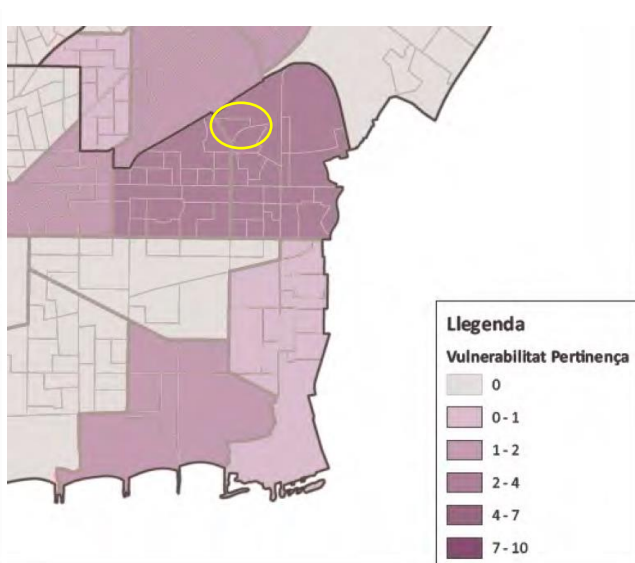 Llegenda
Vulnerabilitat Pertinença
0
0 - 1
1 - 2
2 - 4
4 - 7
7 - 10